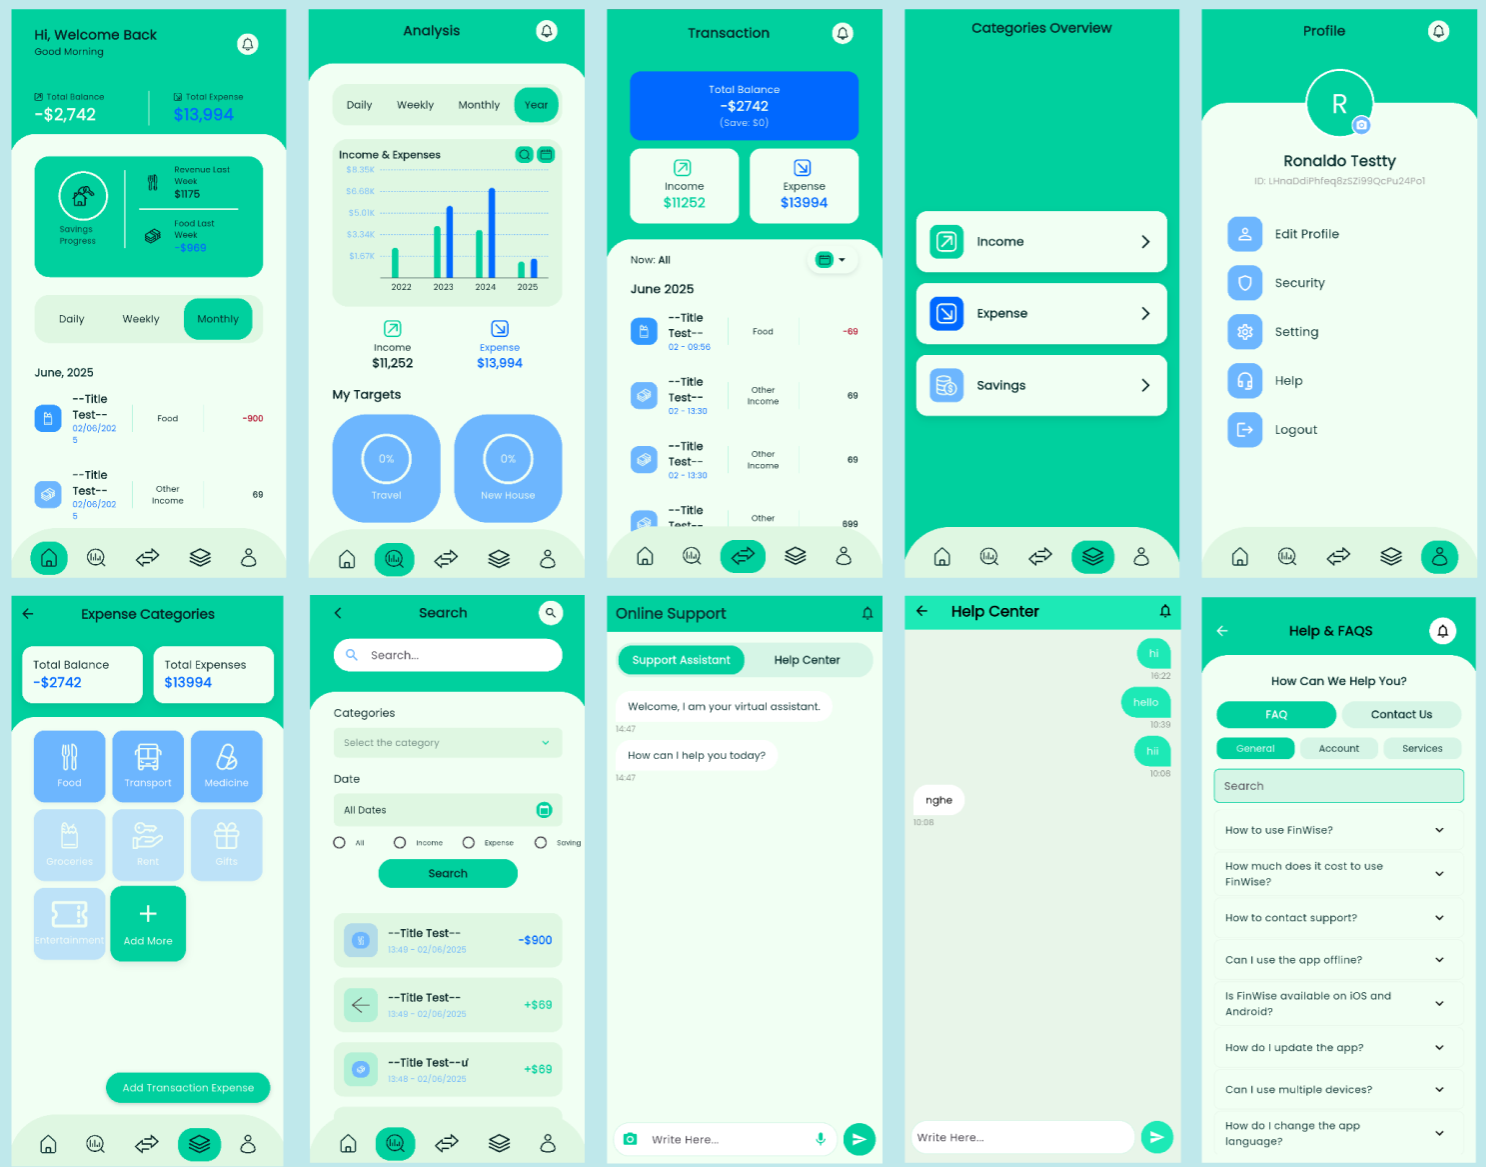 Hi, Welcome Back
Good Morning
Total Balance
Total Expense
-$2,742
$13,994
Savings
Progress
Revenue Last
Week
$1175
Food Last
Week
-$969
Daily
Weekly
Monthly
June, 2025
--Title
Test--
02/06/202
5
Food
-900
--Title
Test--
02/06/202
5
Other
Income
69
Analysis
Daily
Weekly
Monthly
Year
Income & Expenses
$8.35K
$6.68K
$5.01K
$3.34K
$1.67K
2022
2023
2024
2025
Income
$11,252
Expense
$13,994
My Targets
0%
Travel
0%
New House
Transaction
Total Balance
-$2742
(Save: $0)
Income
$11252
Expense
$13994
Now: All
June 2025
--Title
Test--
02 - 09:56
Food
-69
--Title
Test--
02 - 13:30
Other
Income
69
--Title
Test--
02 - 13:30
Other
Income
69
--Title
Test--
Other
699
Categories Overview
Income
Expense
Savings
Profile
R
Ronaldo Testty
ID: LHnaDdiPhfeq8zSZi99QcPu24Po1
Edit Profile
Security
Setting
Help
Logout
Expense Categories
Total Balance
-$2742
Total Expenses
$13994
Food
Transport
Medicine
Groceries
Rent
Gifts
Entertainment
Add More
Add Transaction Expense
Search
Search...
Categories
Select the category
Date
All Dates
All
Income
Expense
Saving
Search
--Title Test--
13:49 - 02/06/2025
-$900
--Title Test--
13:49 - 02/06/2025
+$69
--Title Test--ư
13:48 - 02/06/2025
+$69
Online Support
Support Assistant
Help Center
Welcome, I am your virtual assistant.
14:47
How can I help you today?
14:47
Write Here...
Help Center
hi
16:22
hello
10:39
hii
10:06
nghe
10:08
Write Here...
Help & FAQS
How Can We Help You?
FAQ
Contact Us
General
Account
Services
Search
How to use FinWise?
How much does it cost to use
FinWise?
How to contact support?
Can I use the app offline?
Is FinWise available on iOS and
Android?
How do I update the app?
Can I use multiple devices?
How do I change the app
language?